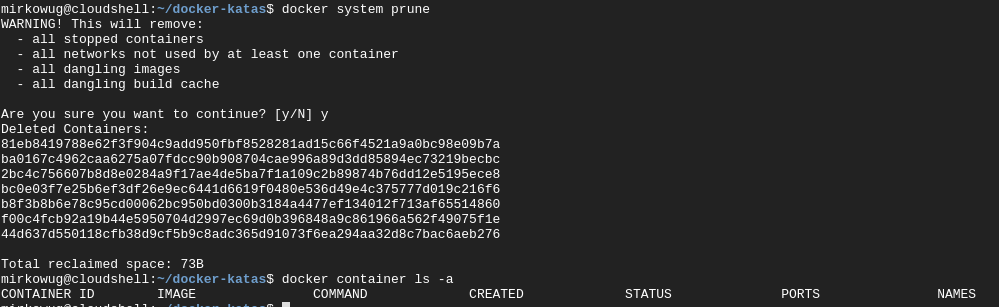 mirkowug@cloudshell:~/docker-katas$ docker system prune
WARNING! This will remove:
  - all stopped containers
  - all networks not used by at least one container
  - all dangling images
  - all dangling build cache

Are you sure you want to continue? [y/N] y
Deleted Containers:
81eb8419788e62f3f904c9add950fbf8528281ad15c66f4521a9a0bc98e09b7a
ba0167c4962caa6275a07fdcc90b908704cae996a89d3dd85894ec73219becbc
2bc4c756607b8d8e0284a9f17ae4de5ba7f1a109c2b89874b76dd12e5195ece8
bc0e03f7e25b6ef3df26e9ec6441d6619f0480e536d49e4c375777d019c216f6
b8f3b8b6e78c95cd00062bc950bd0300b3184a4477ef134012f713af65514860
f00c4fcb92a19b44e5950704d2997ec69d0b396848a9c861966a562f49075f1e
44d637d550118cfb38d9cf5b9c8adc365d91073f6ea294aa32d8c7bac6aeb276

Total reclaimed space: 73B
mirkowug@cloudshell:~/docker-katas$ docker container ls -a
CONTAINER ID        IMAGE               COMMAND             CREATED             STATUS              PORTS               NAMES
mirkowug@cloudshell:~/docker-katas$